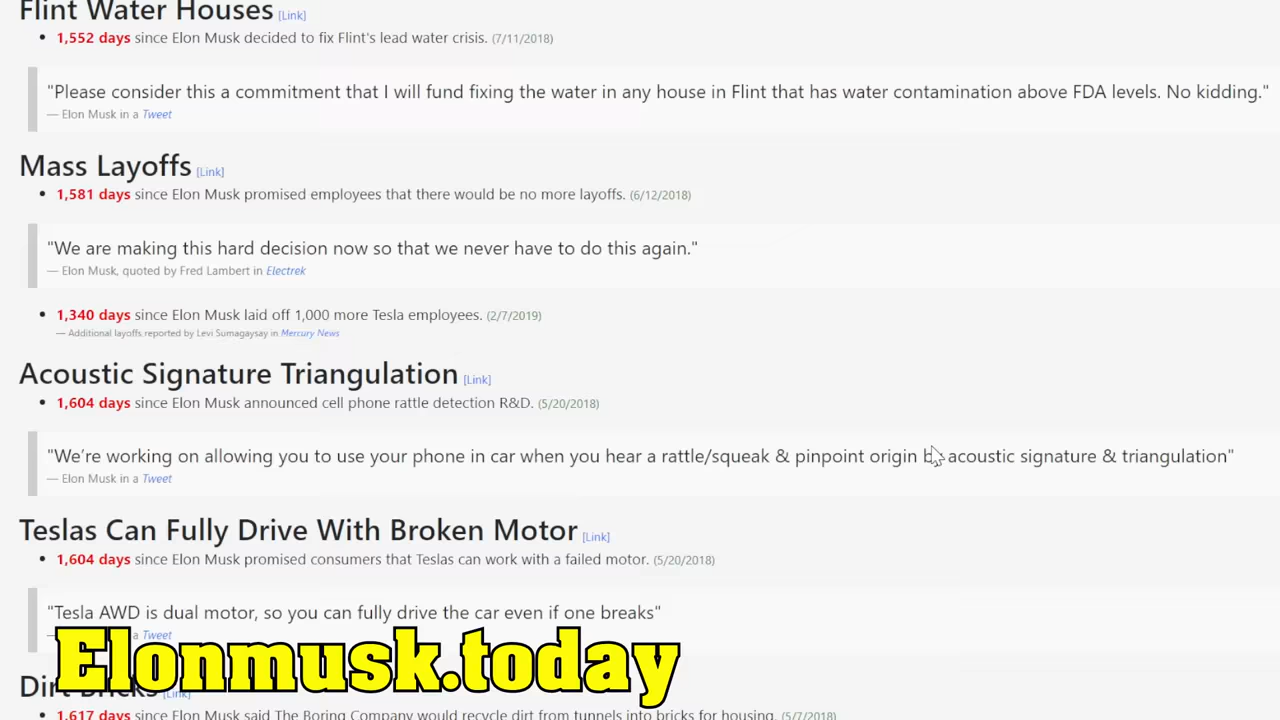 Flint Water Houses [Link]
• 1,552 days since Elon Musk decided to fix Flint's lead water crisis. (7/11/2018)
"Please consider this a commitment that I will fund fixing the water in any house in Flint that has water contamination above FDA levels. No kidding."
— Elon Musk in a Tweet
Mass Layoffs [Link]
• 1,581 days since Elon Musk promised employees that there would be no more layoffs. (6/12/2018)
"We are making this hard decision now so that we never have to do this again."
— Elon Musk, quoted by Fred Lambert in Electrek
• 1,340 days since Elon Musk laid off 1,000 more Tesla employees. (2/7/2019)
— Additional layoffs reported by Levi Sumagaysay in Mercury News
Acoustic Signature Triangulation [Link]
• 1,604 days since Elon Musk announced cell phone rattle detection R&D. (5/20/2018)
"We're working on allowing you to use your phone in car when you hear a rattle/squeak & pinpoint origin by acoustic signature & triangulation"
— Elon Musk in a Tweet
Teslas Can Fully Drive With Broken Motor [Link]
• 1,604 days since Elon Musk promised consumers that Teslas can work with a failed motor. (5/20/2018)
"Tesla AWD is dual motor, so you can fully drive the car even if one breaks"
a Tweet
Elonmusk.today
Dirt Bricks [Link]
• 1,617 days since Elon Musk said The Boring Company would recycle dirt from tunnels into bricks for housing. (5/7/2018)